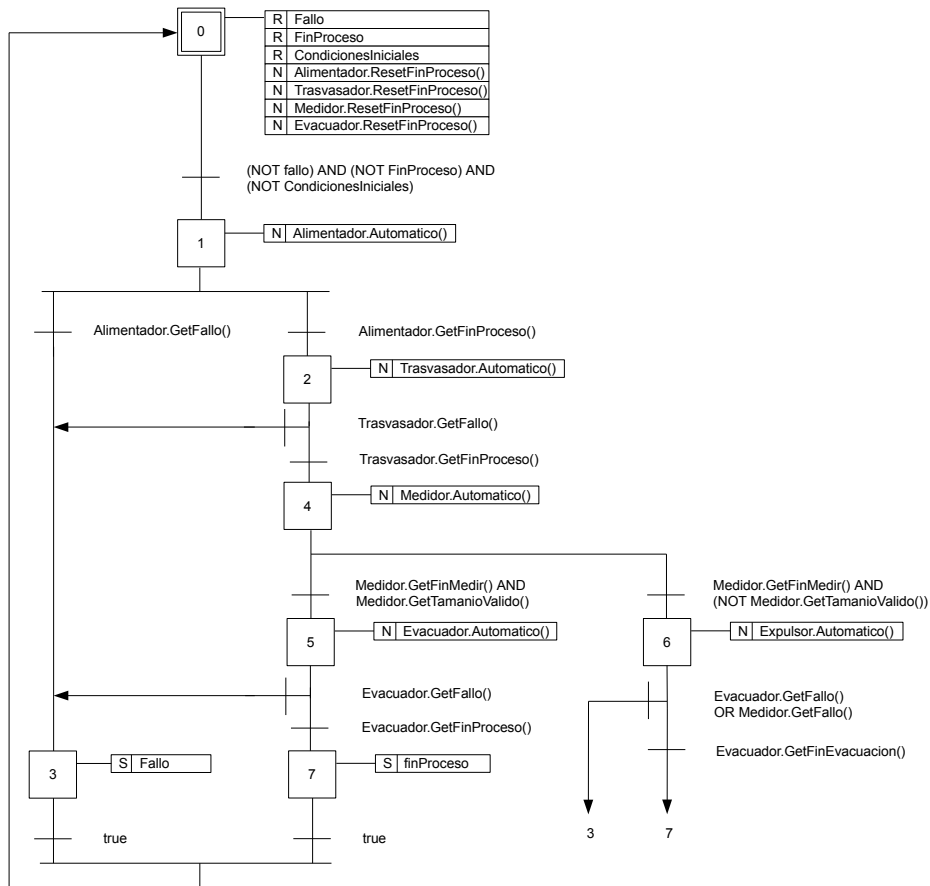 0
R Fallo
R FinProceso
R CondicionesIniciales
N Alimentador.ResetFinProceso()
N Trasvasador.ResetFinProceso()
N Medidor.ResetFinProceso()
N Evacuador.ResetFinProceso()
(NOT fallo) AND (NOT FinProceso) AND
(NOT CondicionesIniciales)
1
N Alimentador.Automatico()
Alimentador.GetFallo()
Alimentador.GetFinProceso()
2
N Trasvasador.Automatico()
Trasvasador.GetFallo()
Trasvasador.GetFinProceso()
4
N Medidor.Automatico()
Medidor.GetFinMedir() AND
Medidor.GetTamanioValido()
Medidor.GetFinMedir() AND
(NOT Medidor.GetTamanioValido())
5
N Evacuador.Automatico()
6
N Expulsor.Automatico()
Evacuador.GetFallo()
Evacuador.GetFallo()
OR Medidor.GetFallo()
Evacuador.GetFinProceso()
Evacuador.GetFinEvacuacion()
3
S Fallo
7
S finProceso
true
true
3
7